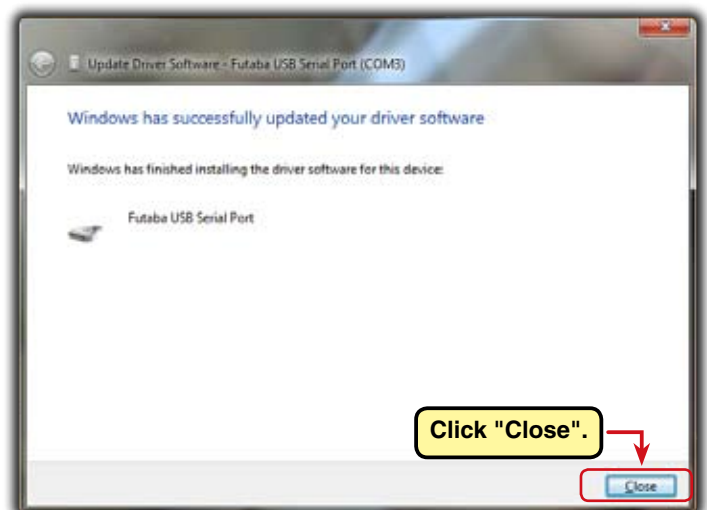 Update Driver Software - Futaba USB Serial Port (COM3)
Windows has successfully updated your driver software
Windows has finished installing the driver software for this device:
Futaba USB Serial Port
Click "Close".
Close